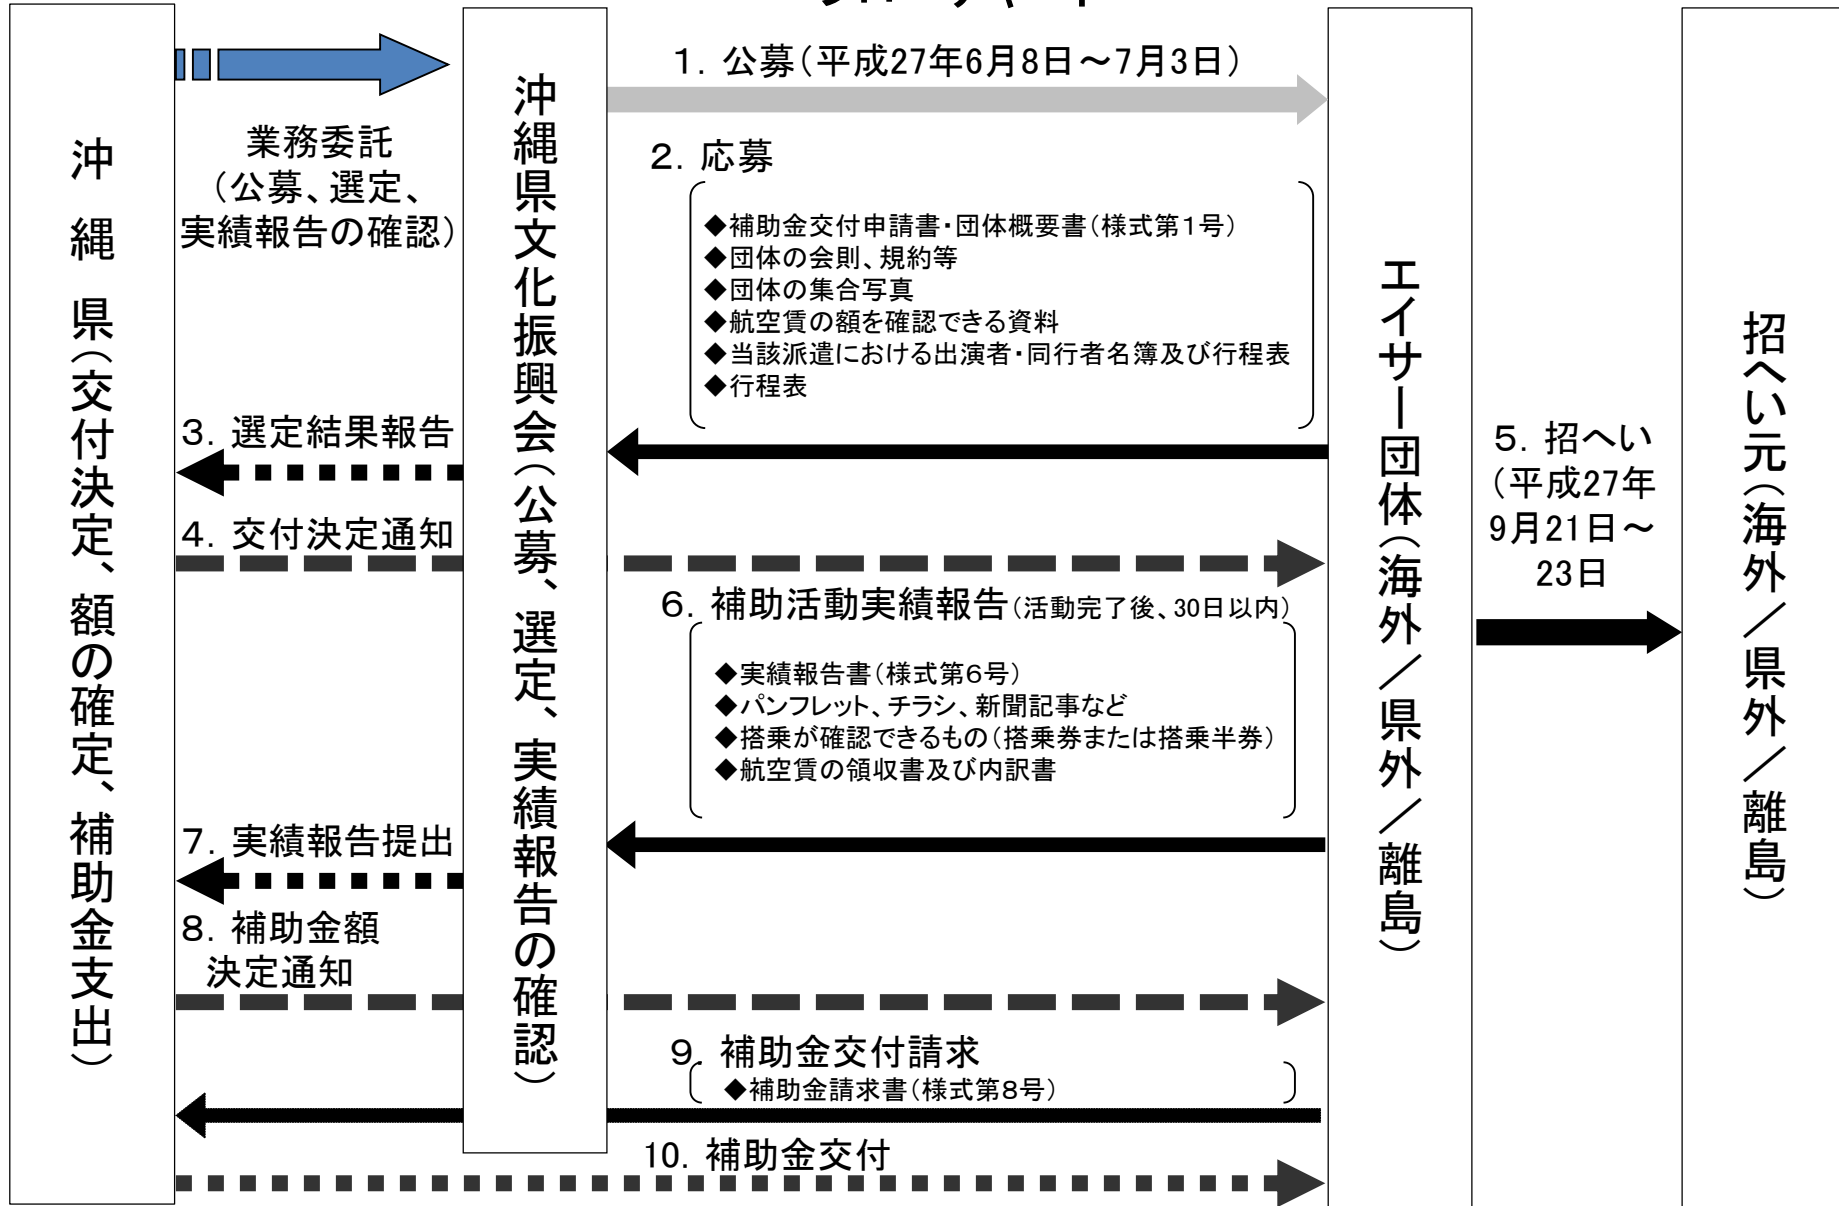 沖 縄 県（交付決定、額の確定、補助金支出）
業務委託
（公募、選定、
実績報告の確認）
沖縄県文化振興会（公募、選定、実績報告の確認）
1．公募（平成27年6月8日～7月3日）
2．応募
◆補助金交付申請書・団体概要書（様式第1号）
◆団体の会則、規約等
◆団体の集合写真
◆航空賃の額を確認できる資料
◆当該派遣における出演者・同行者名簿及び行程表
◆行程表
3．選定結果報告
4．交付決定通知
エイサー団体（海外／県外／離島）
5．招へい
（平成27年
9月21日～
23日
招へい元（海外／県外／離島）
6．補助活動実績報告（活動完了後、30日以内）
◆実績報告書（様式第6号）
◆パンフレット、チラシ、新聞記事など
◆搭乗が確認できるもの（搭乗券または搭乗半券）
◆航空賃の領収書及び内訳書
7．実績報告提出
8．補助金額
決定通知
9．補助金交付請求
◆補助金請求書（様式第8号）
10．補助金交付